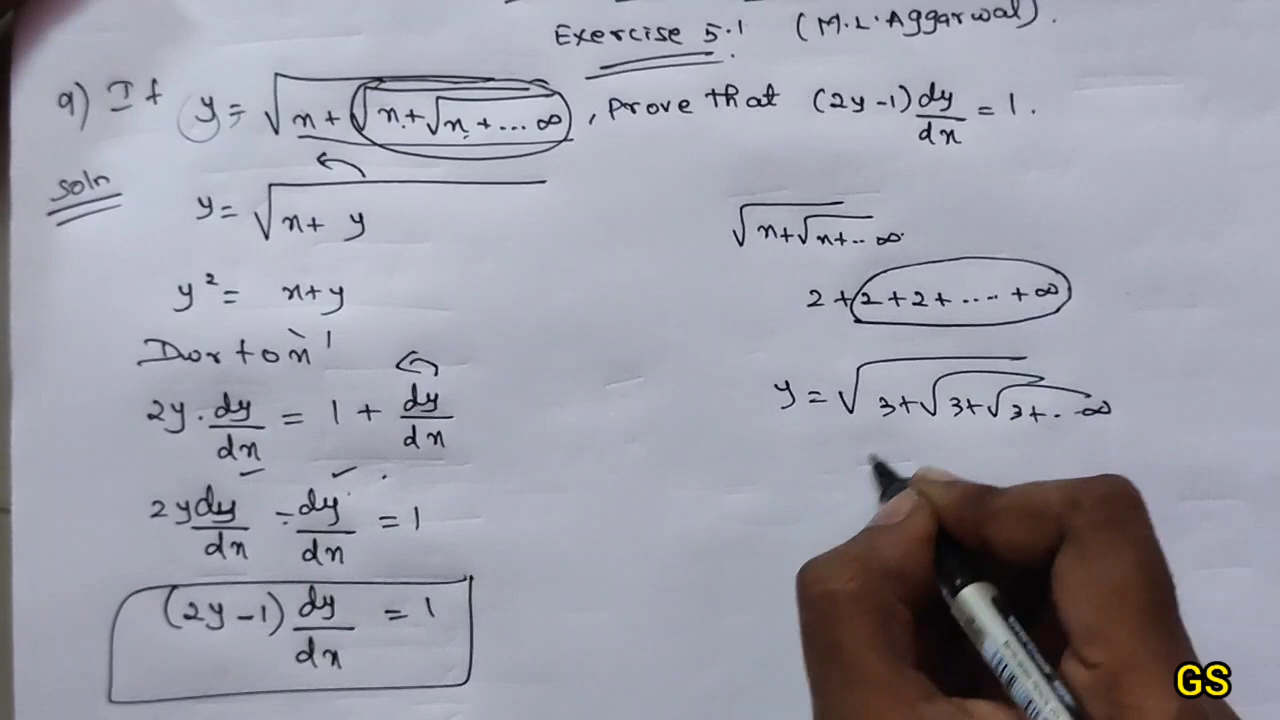 Exercise 5.1 (M.L.Aggarwal).
9) If y = √(x + √(x + √(x + ... ∞))), prove that (2y-1) dy/dx = 1.
Soln
y = √(x + y)
y² = x+y
D w r to 'x'
2y. dy/dx = 1 + dy/dx
2y dy/dx - dy/dx = 1
(2y-1) dy/dx = 1
√(x+√(x+.. ∞))
2+2+2+ .... +∞
y = √(3+√(3+√(3+.. ∞)))
GS